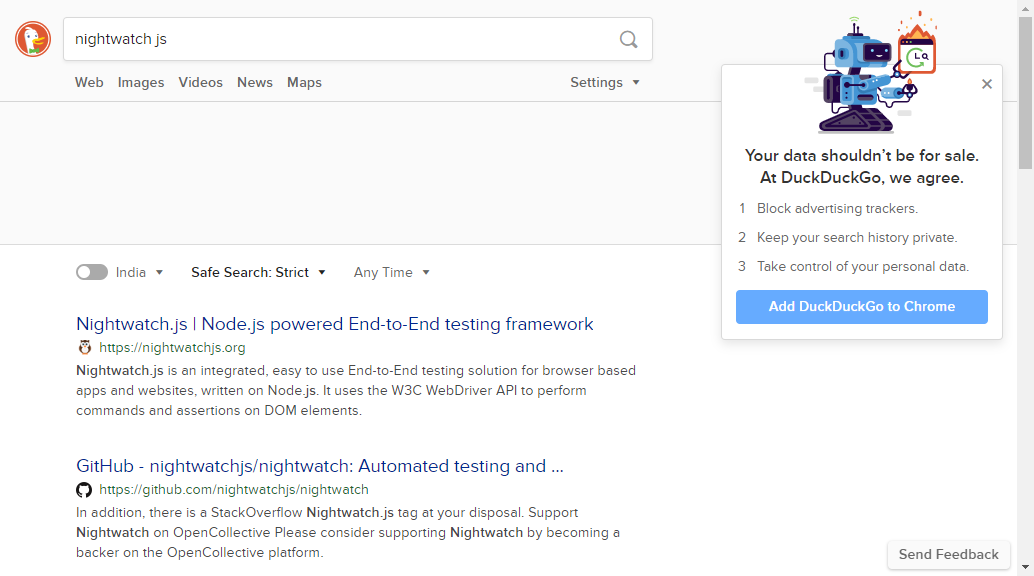 nightwatch js
Web Images Videos News Maps Settings
Your data shouldn’t be for sale.
At DuckDuckGo, we agree.
1 Block advertising trackers.
2 Keep your search history private.
3 Take control of your personal data.
Add DuckDuckGo to Chrome
India Safe Search: Strict Any Time
Nightwatch.js | Node.js powered End-to-End testing framework
https://nightwatchjs.org
Nightwatch.js is an integrated, easy to use End-to-End testing solution for browser based
apps and websites, written on Node.js. It uses the W3C WebDriver API to perform
commands and assertions on DOM elements.
GitHub - nightwatchjs/nightwatch: Automated testing and ...
https://github.com/nightwatchjs/nightwatch
In addition, there is a StackOverflow Nightwatch.js tag at your disposal. Support
Nightwatch on OpenCollective Please consider supporting Nightwatch by becoming a
backer on the OpenCollective platform.
Send Feedback